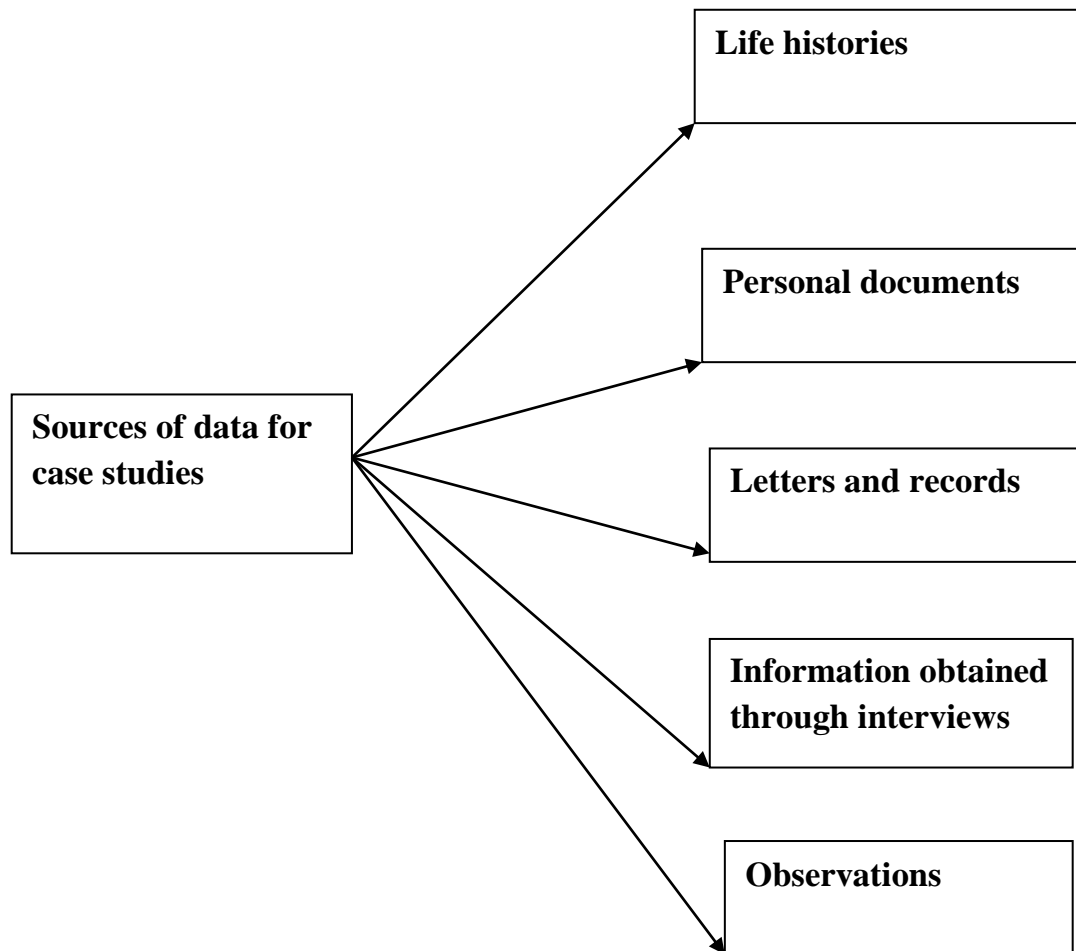 Life histories
Personal documents
Sources of data for
case studies
Letters and records
Information obtained
through interviews
Observations